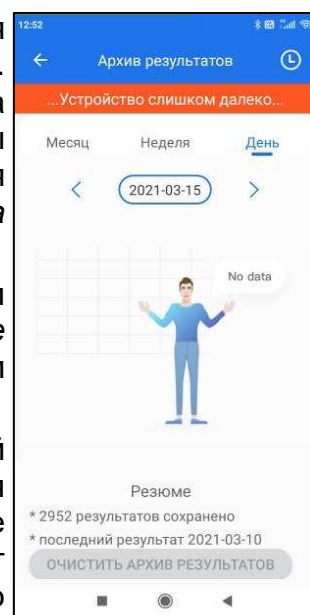 12:52
Архив результатов
...Устройство слишком далеко...
Месяц Неделя День
2021-03-15
No data
Резюме
* 2952 результатов сохранено
* последний результат 2021-03-10
ОЧИСТИТЬ АРХИВ РЕЗУЛЬТАТОВ